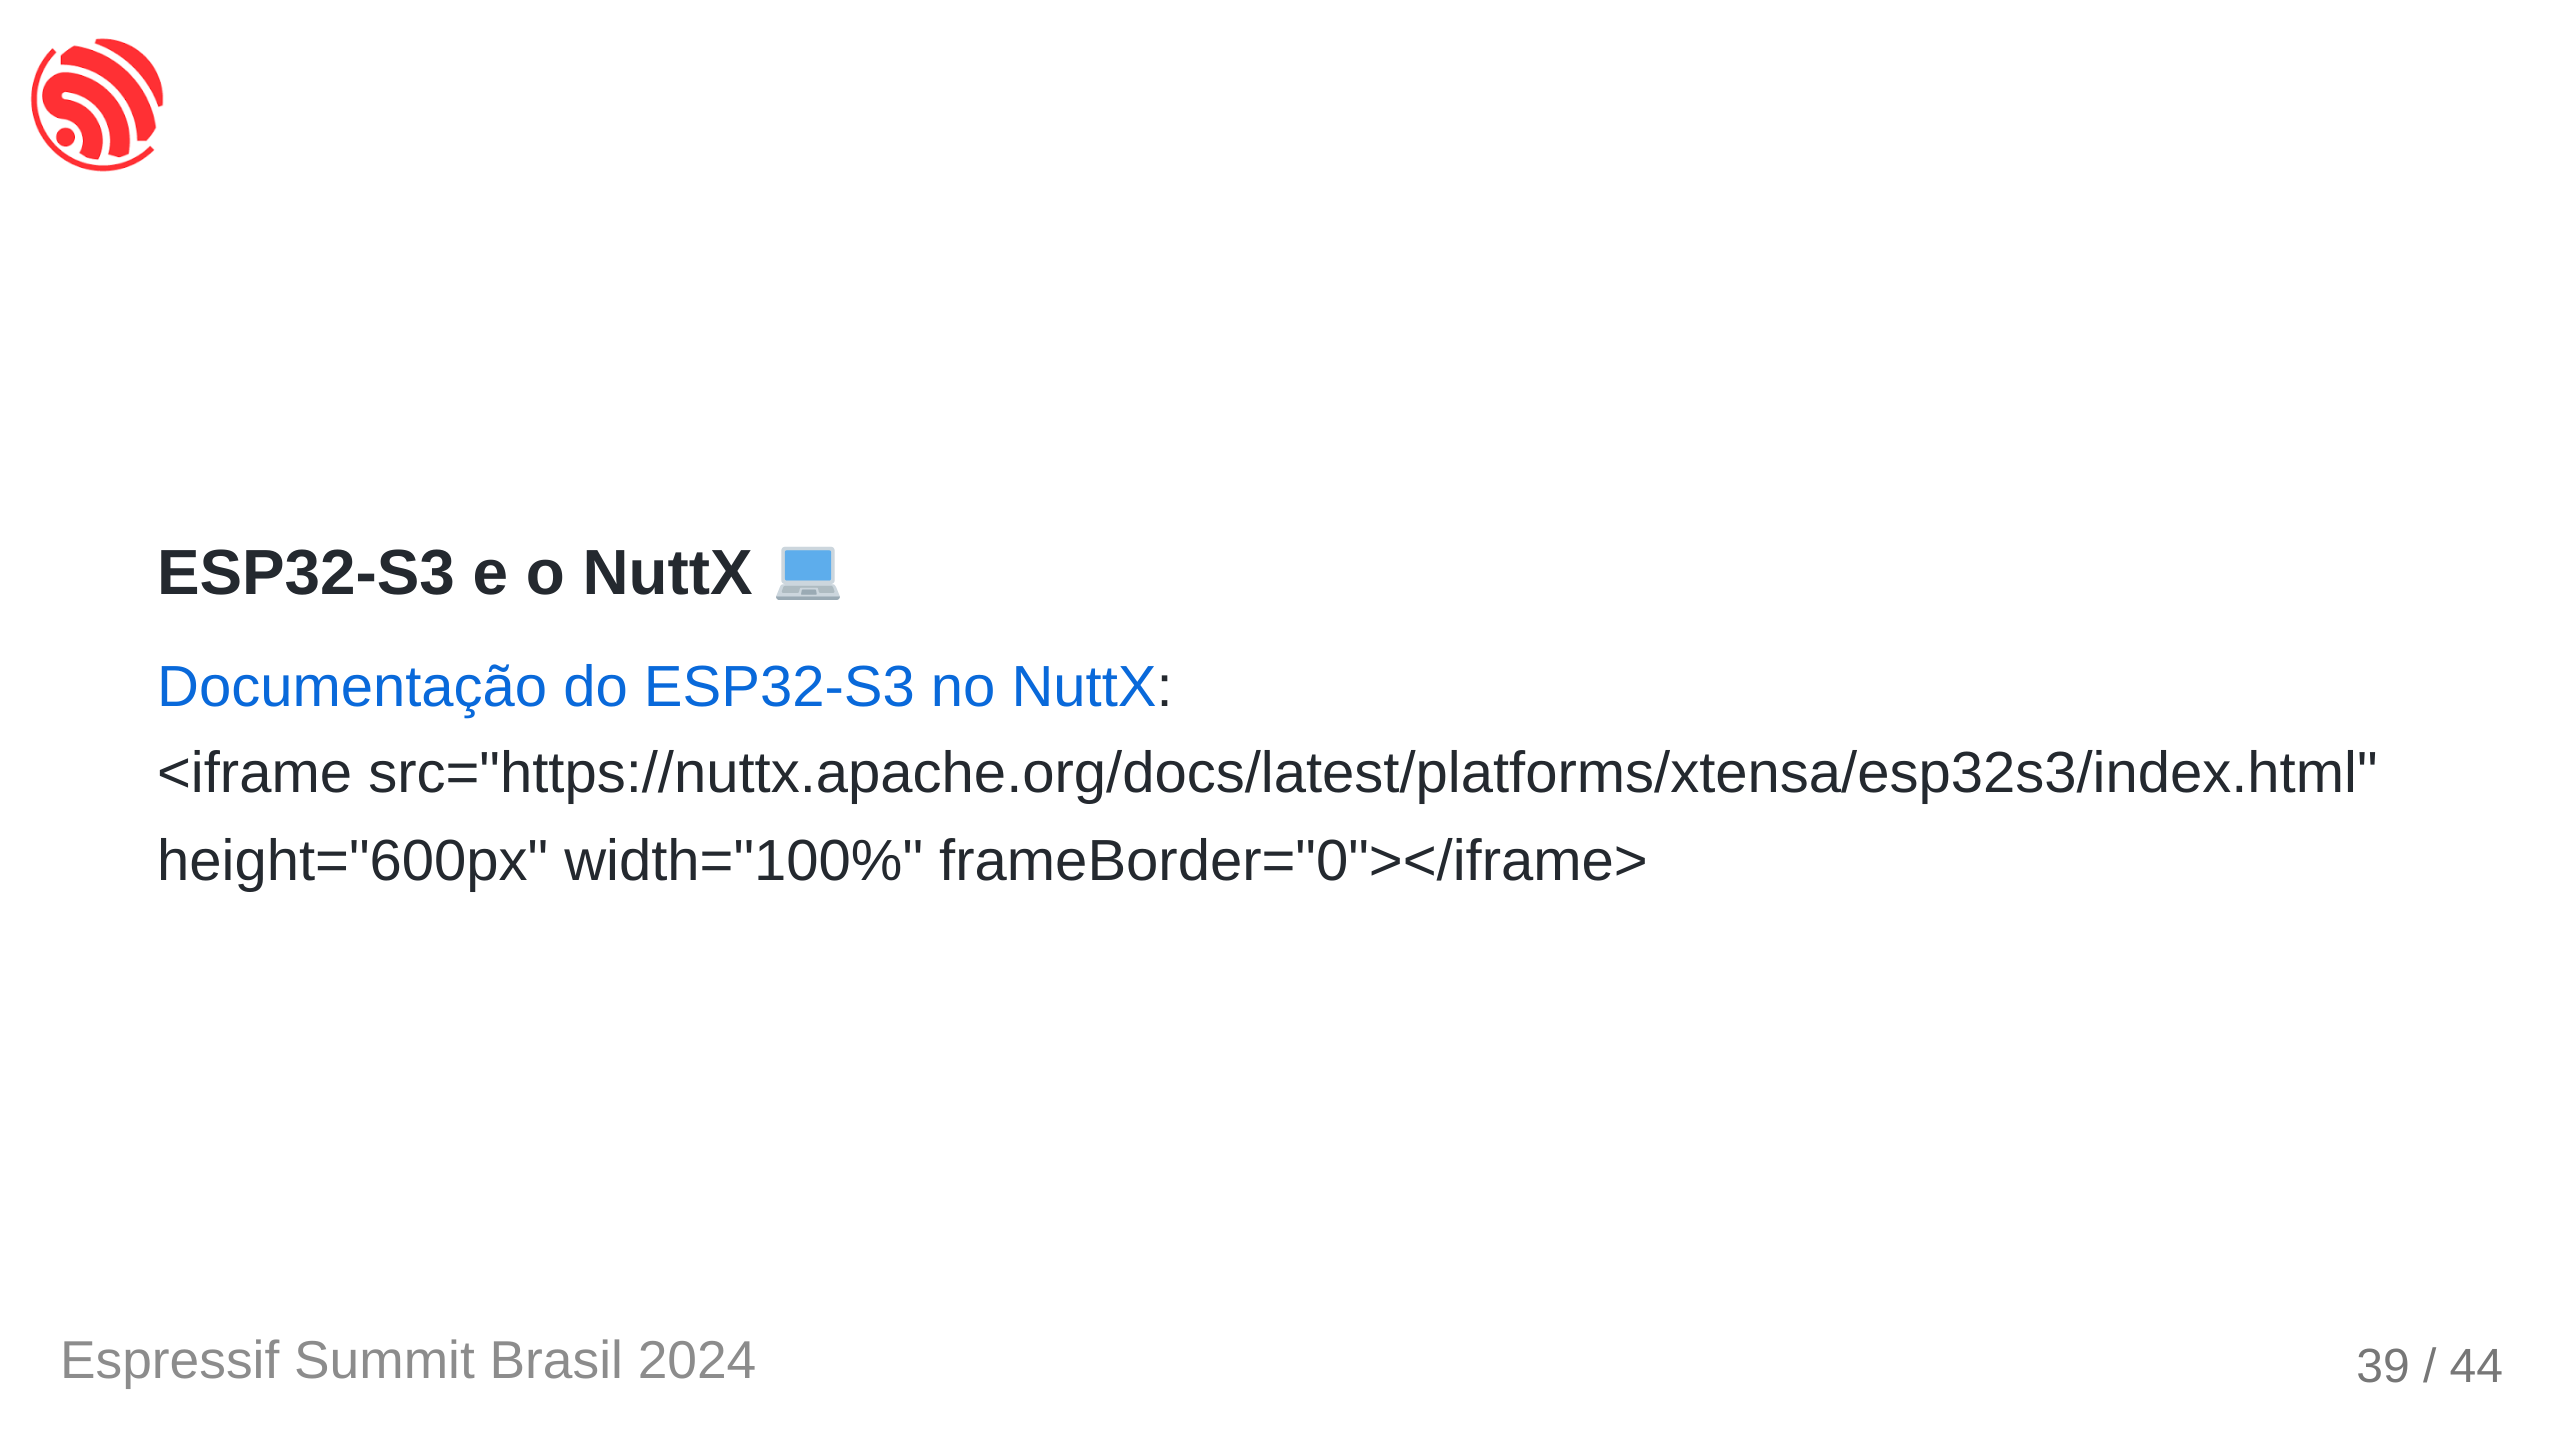 ESP32-S3 e o NuttX 💻
Documentação do ESP32-S3 no NuttX:
<iframe src="https://nuttx.apache.org/docs/latest/platforms/xtensa/esp32s3/index.html"
height="600px" width="100%" frameBorder="0"></iframe>
Espressif Summit Brasil 2024
39 / 44